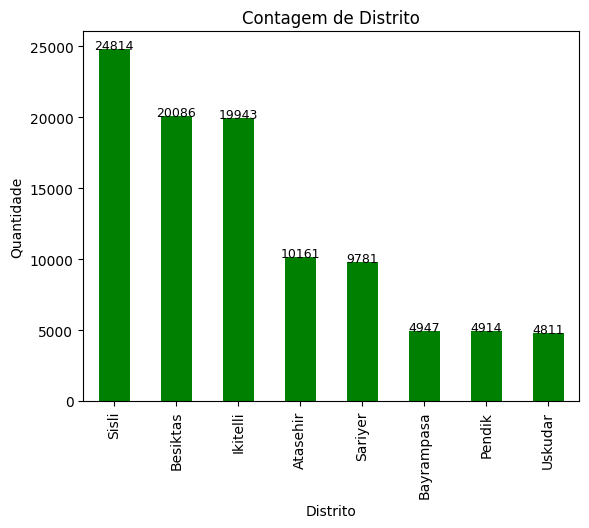 Contagem de Distrito
Quantidade
25000
20000
15000
10000
5000
0
24814
20086
19943
10161
9781
4947
4914
4811
Sisli
Besiktas
Ikitelli
Atasehir
Sariyer
Bayrampasa
Pendik
Uskudar
Distrito